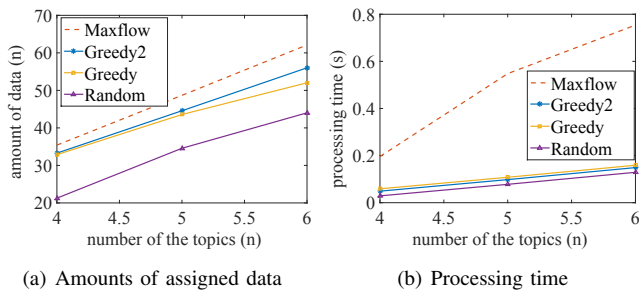 70
60
50
40
30
20
amount of data (n)
Maxflow
Greedy2
Greedy
Random
4
4.5
5
5.5
6
number of the topics (n)
(a) Amounts of assigned data
0.8
0.6
0.4
0.2
0
processing time (s)
Maxflow
Greedy2
Greedy
Random
4
4.5
5
5.5
6
number of the topics (n)
(b) Processing time